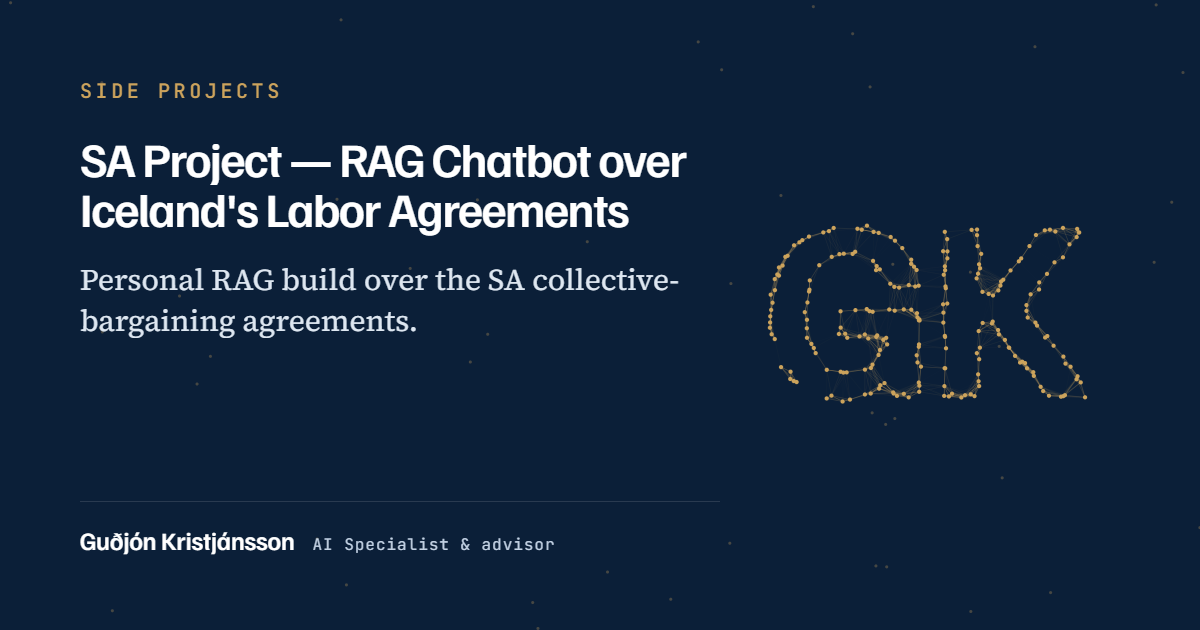 SIDE PROJECTS
SA Project — RAG Chatbot over
Iceland's Labor Agreements
Personal RAG build over the SA collective-
bargaining agreements.
GK
Guðjón Kristjánsson AI Specialist & advisor